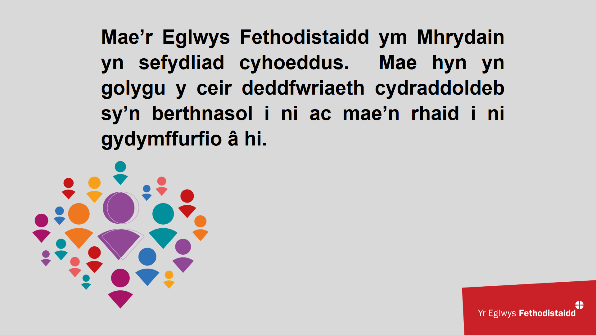 Mae'r Eglwys Fethodistaidd ym Mhrydain
yn sefydliad cyhoeddus. Mae hyn yn
golygu y ceir deddfwriaeth cydraddoldeb
sy'n berthnasol i ni ac mae'n rhaid i ni
gydymffurfio â hi.
Yr Eglwys Fethodistaidd